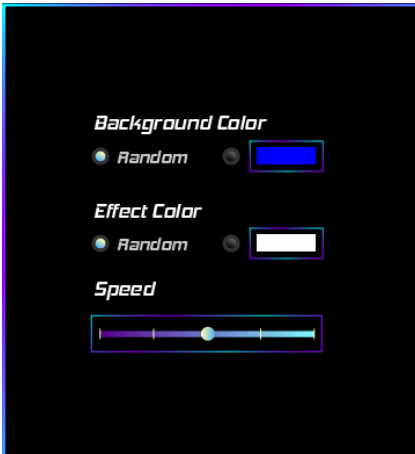 Background Color
Random
Effect Color
Random
Speed